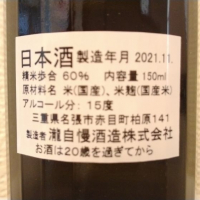 日本酒 製造年月 2021.11.
精米歩合 60% 内容量 150ml
原材料名 米(国産)、米麹(国産米)
アルコール分: 15度
三重県名張市赤目町柏原141
製造者 瀧自慢酒造株式会社
お酒は20歳を過ぎてから